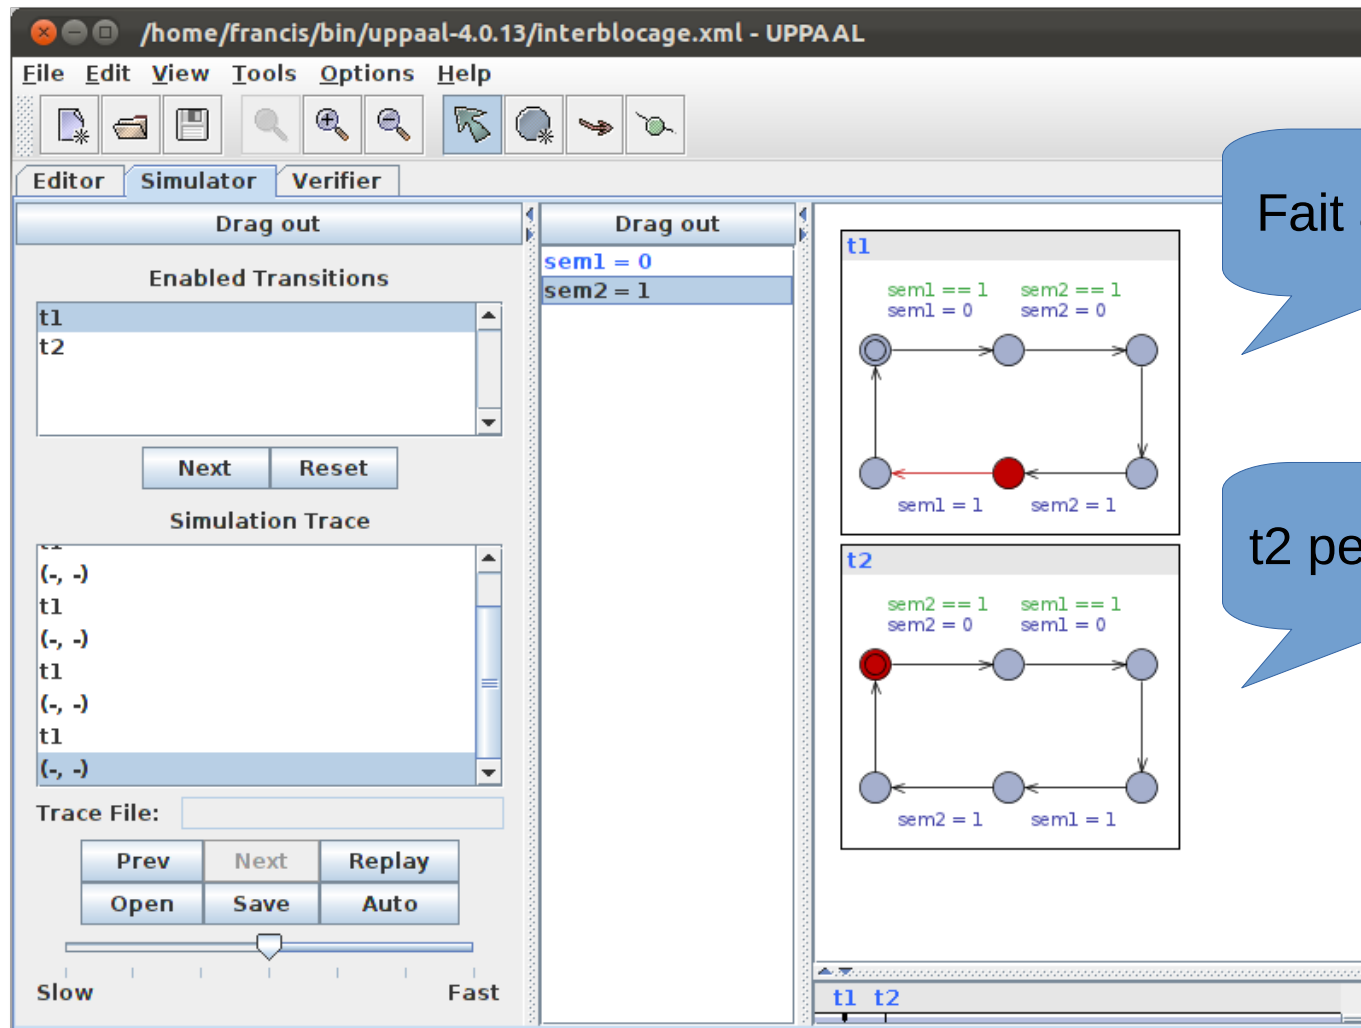 /home/francis/bin/uppaal-4.0.13/interblocage.xml - UPPAAL
File Edit View Tools Options Help
Editor Simulator Verifier
Drag out
Enabled Transitions
t1
t2
Next Reset
Simulation Trace
t1
(-, -)
t1
(-, -)
t1
(-, -)
t1
(-, -)
Trace File:
Prev Next Replay
Open Save Auto
Slow Fast
Drag out
sem1 = 0
sem2 = 1
t1
sem1 == 1 sem2 == 1
sem1 = 0 sem2 = 0
sem1 = 1 sem2 = 1
t2
sem2 == 1 sem1 == 1
sem2 = 0 sem1 = 0
sem2 = 1 sem1 = 1
t1 t2
Fait
t2 pe